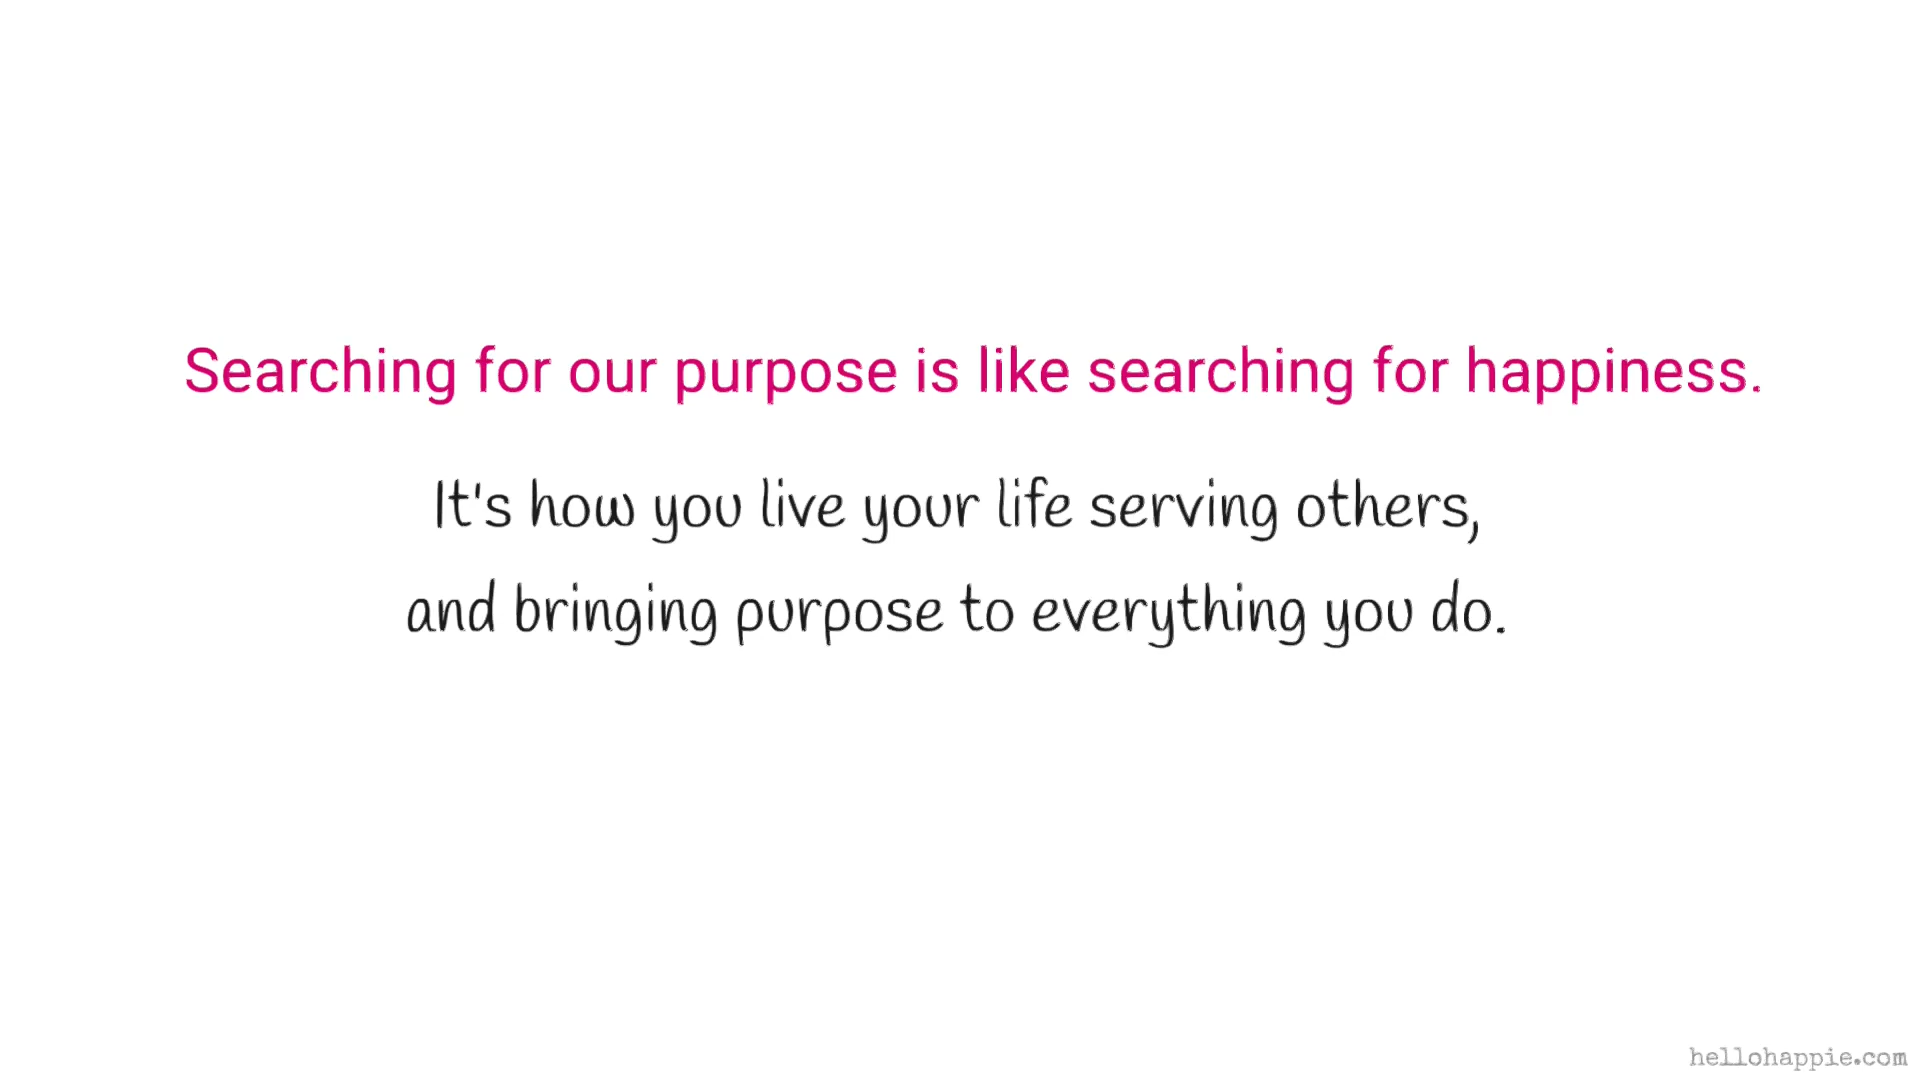 Searching for our purpose is like searching for happiness.
It's how you live your life serving others,
and bringing purpose to everything you do.
hellohappie.com